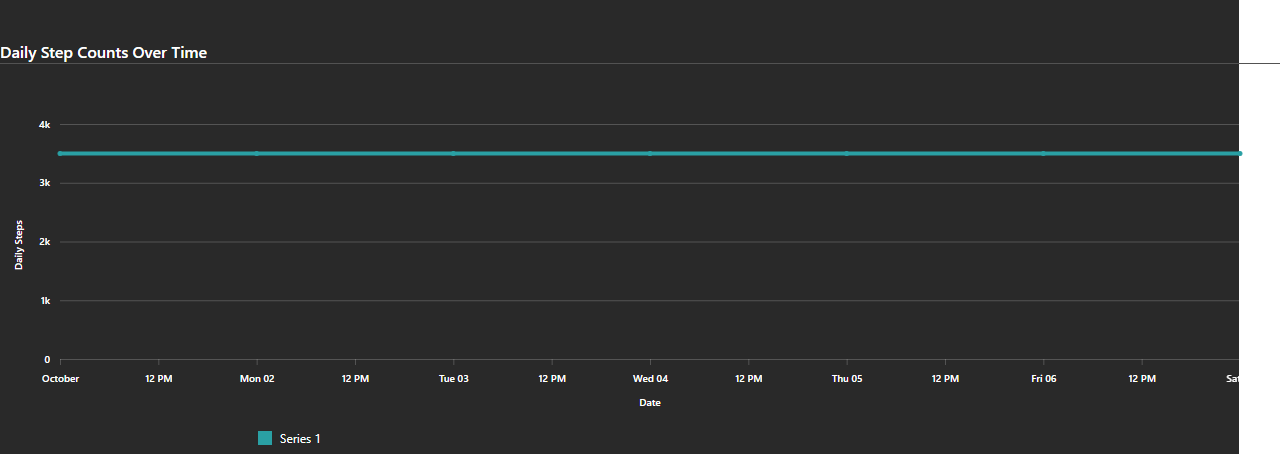 Daily Step Counts Over Time
4k
3k
2k
1k
0
Daily Steps
October 12 PM Mon 02 12 PM Tue 03 12 PM Wed 04 12 PM Thu 05 12 PM Fri 06 12 PM Sat
Date
Series 1